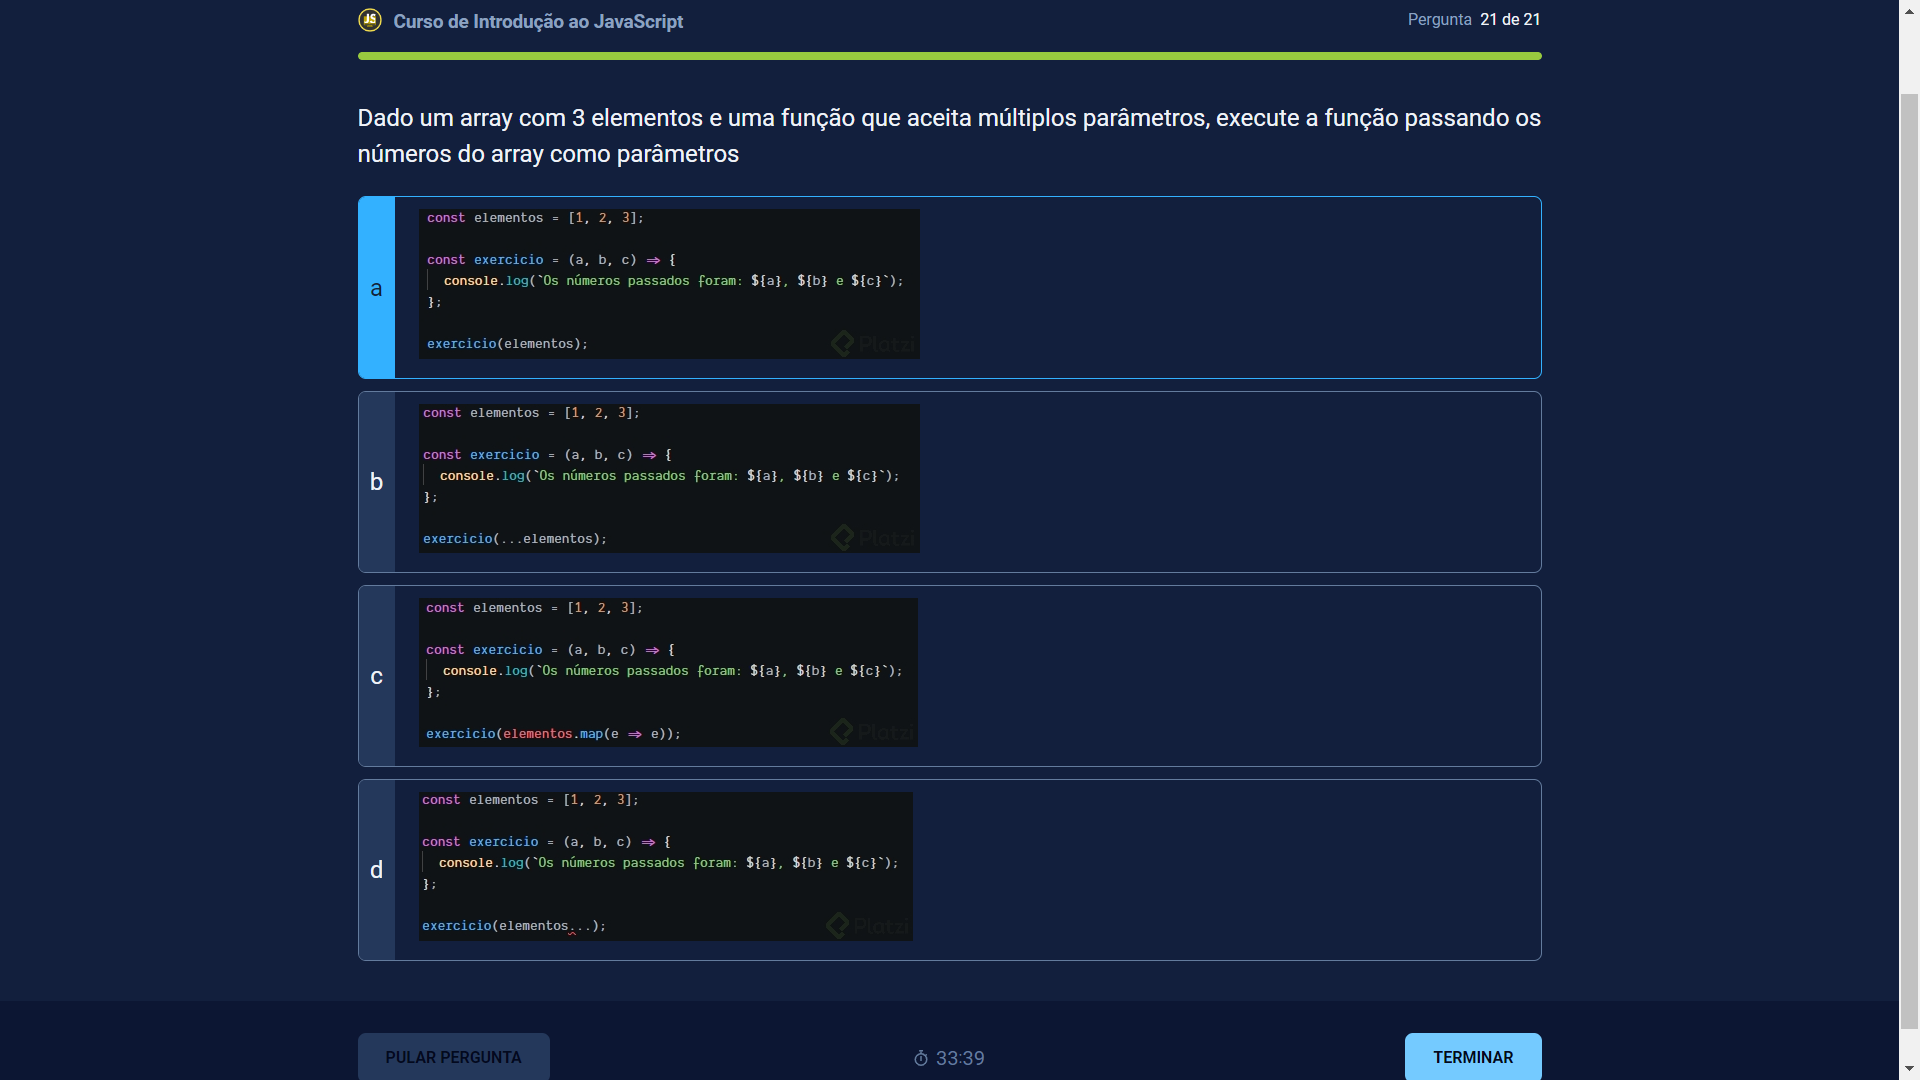 JS
Curso de Introdução ao JavaScript
Pergunta 21 de 21
Dado um array com 3 elementos e uma função que aceita múltiplos parâmetros, execute a função passando os
números do array como parâmetros
a
const elementos = [1, 2, 3];
const exercicio = (a, b, c) => {
console.log(`Os números passados foram: ${a}, ${b} e ${c}`);
};
exercicio(elementos);
Platzi
b
const elementos = [1, 2, 3];
const exercicio = (a, b, c) => {
console.log(`Os números passados foram: ${a}, ${b} e ${c}`);
};
exercicio(...elementos);
Platzi
c
const elementos = [1, 2, 3];
const exercicio = (a, b, c) => {
console.log(`Os números passados foram: ${a}, ${b} e ${c}`);
};
exercicio(elementos.map(e => e));
Platzi
d
const elementos = [1, 2, 3];
const exercicio = (a, b, c) => {
console.log(`Os números passados foram: ${a}, ${b} e ${c}`);
};
exercicio(elementos...);
Platzi
PULAR PERGUNTA
33:39
TERMINAR